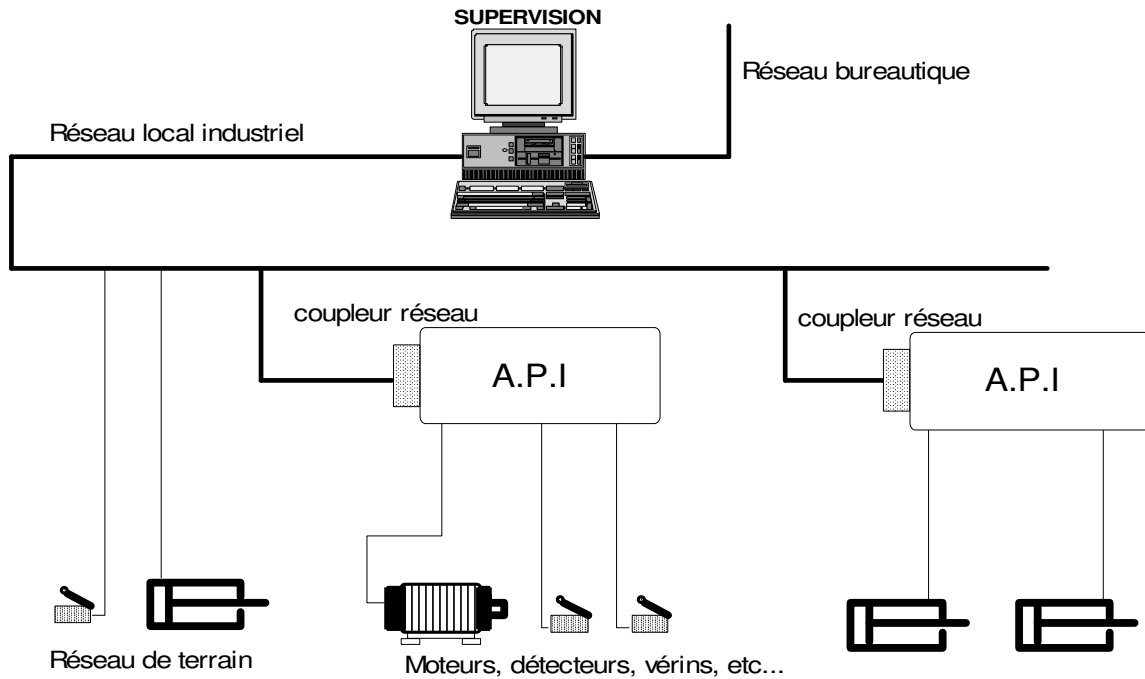 SUPERVISION
Réseau bureautique
Réseau local industriel
coupleur réseau
coupleur réseau
A.P.I
A.P.I
Réseau de terrain
Moteurs, détecteurs, vérins, etc...